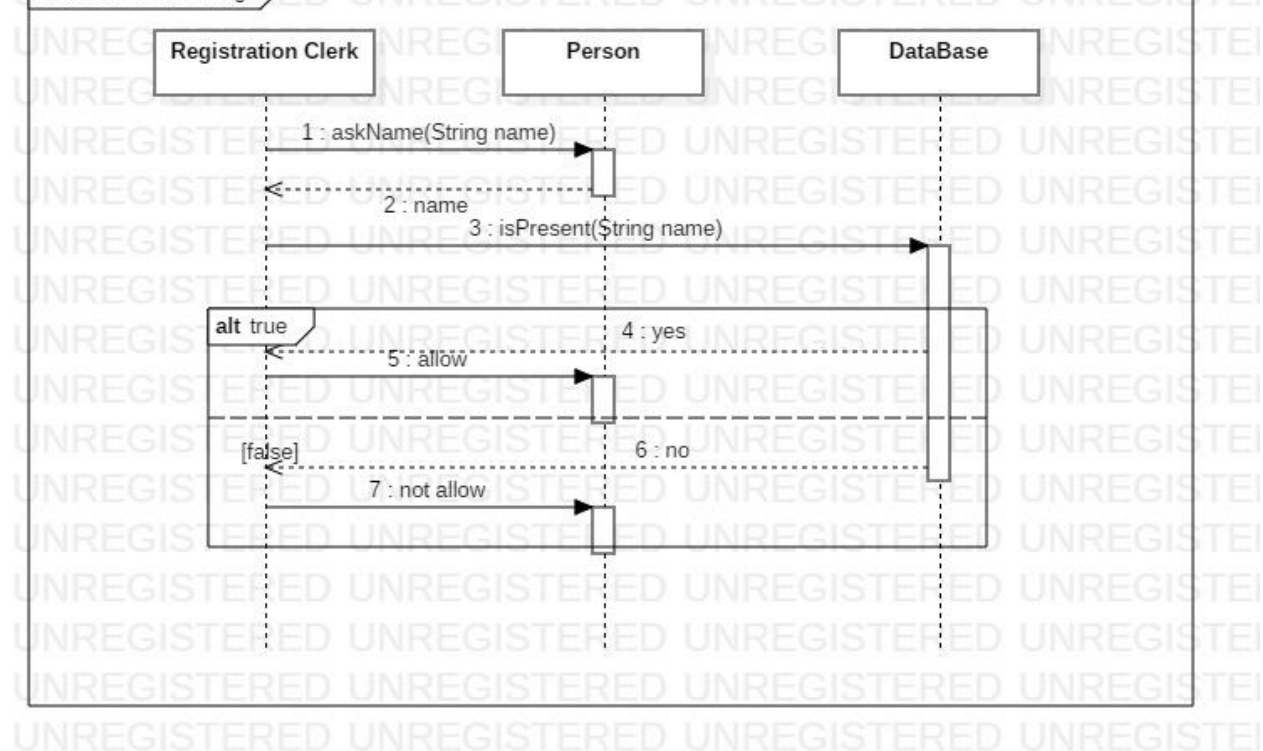 Registration Clerk
Person
DataBase
1 : askName(String name)
2 : name
3 : isPresent(String name)
alt true
4 : yes
5 : allow
[false]
6 : no
7 : not allow
UNREGISTERED